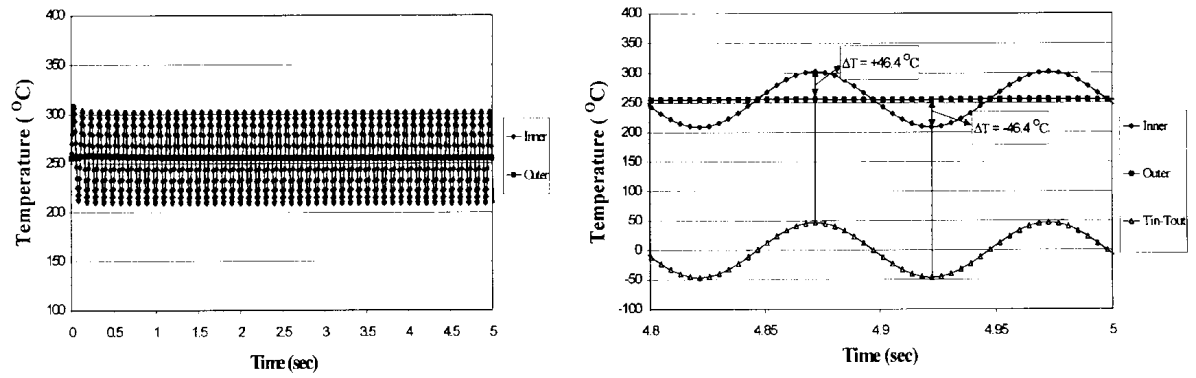 400
350
300
250
200
150
100
Temperature ( °C)
0 0.5 1 1.5 2 2.5 3 3.5 4 4.5 5
Time (sec)
Inner
Outer
400
350
300
250
200
150
100
50
0
-50
-100
Temperature ( °C)
ΔT = +46.4 °C
ΔT = -46.4 °C
4.8 4.85 4.9 4.95 5
Time (sec)
Inner
Outer
Tin-Tout